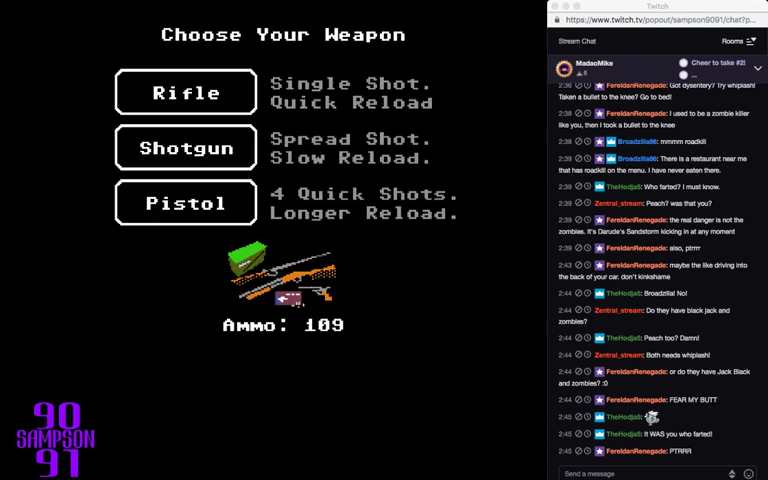 Choose Your Weapon
Rifle
Single Shot.
Quick Reload
Shotgun
Spread Shot.
Slow Reload.
Pistol
4 Quick Shots.
Longer Reload.
Ammo: 109
90
SAMPSON
91
Twitch
https://www.twitch.tv/popout/sampson9091/chat?p...
Stream Chat
Rooms
MadaoMike
6
Cheer to take #2!
...
2:36 FereldanRenegade: Got dysentery? Try whiplash!
Taken a bullet to the knee? Go to bed!
2:38 FereldanRenegade: I used to be a zombie killer
like you, then I took a bullet to the knee
2:38 Broadzilla86: mmmm roadkill
2:39 Broadzilla86: There is a restaurant near me
that has roadkill on the menu. I have never eaten there.
2:39 TheHodja5: Who farted? I must know.
2:39 Zentral_stream: Peach? was that you?
2:39 FereldanRenegade: the real danger is not the
zombies. It's Darude's Sandstorm kicking in at any moment
2:39 FereldanRenegade: also, ptrrr
2:43 FereldanRenegade: maybe the like driving into
the back of your car. don't kinkshame
2:44 TheHodja5: Broadzilla! No!
2:44 Zentral_stream: Do they have black jack and
zombies?
2:44 TheHodja5: Peach too? Damn!
2:44 Zentral_stream: Both needs whiplash!
2:44 FereldanRenegade: or do they have Jack Black
and zombies? :0
2:44 FereldanRenegade: FEAR MY BUTT
2:45 TheHodja5:
2:45 TheHodja5: It WAS you who farted!
2:45 FereldanRenegade: PTRRR
Send a message